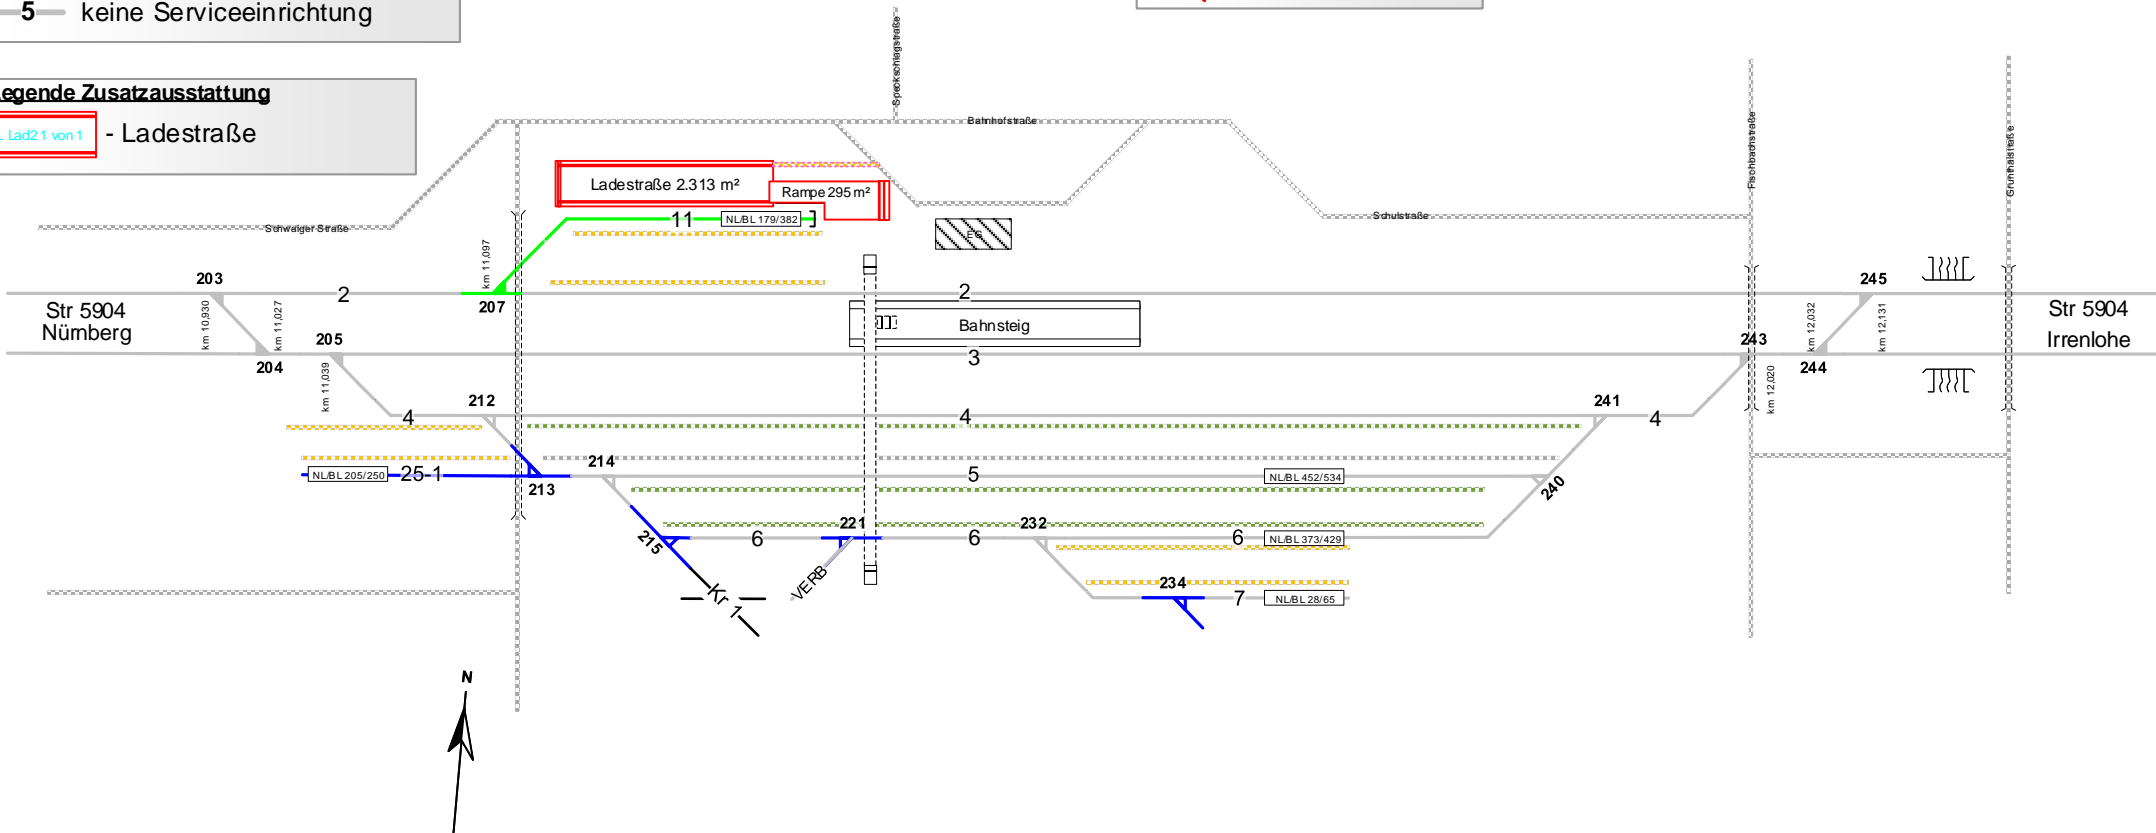 5 keine Serviceeinrichtung
egende Zusatzausstattung
L Lad21 von 1 - Ladestraße
Speckschlagstraße
Bahnhofstraße
Fischbachstraße
Grünthalstraße
Ladestraße 2.313 m²
Rampe 295 m²
11
NL/BL 179/382
Schulstraße
Schwaiger Straße
EG
km 11,097
203
245
2
2
207
Str 5904
Nürnberg
km 10,930
km 11,027
Bahnsteig
km 12,032
km 12,131
Str 5904
Irrenlohe
205
243
3
204
244
km 11,039
km 12,020
212
241
4
4
4
214
NL/BL 205/250
25-1
5
NL/BL 452/534
213
240
221
232
215
6
6
6
NL/BL 373/429
VERB
234
Kr 1
7
NL/BL 28/65
N